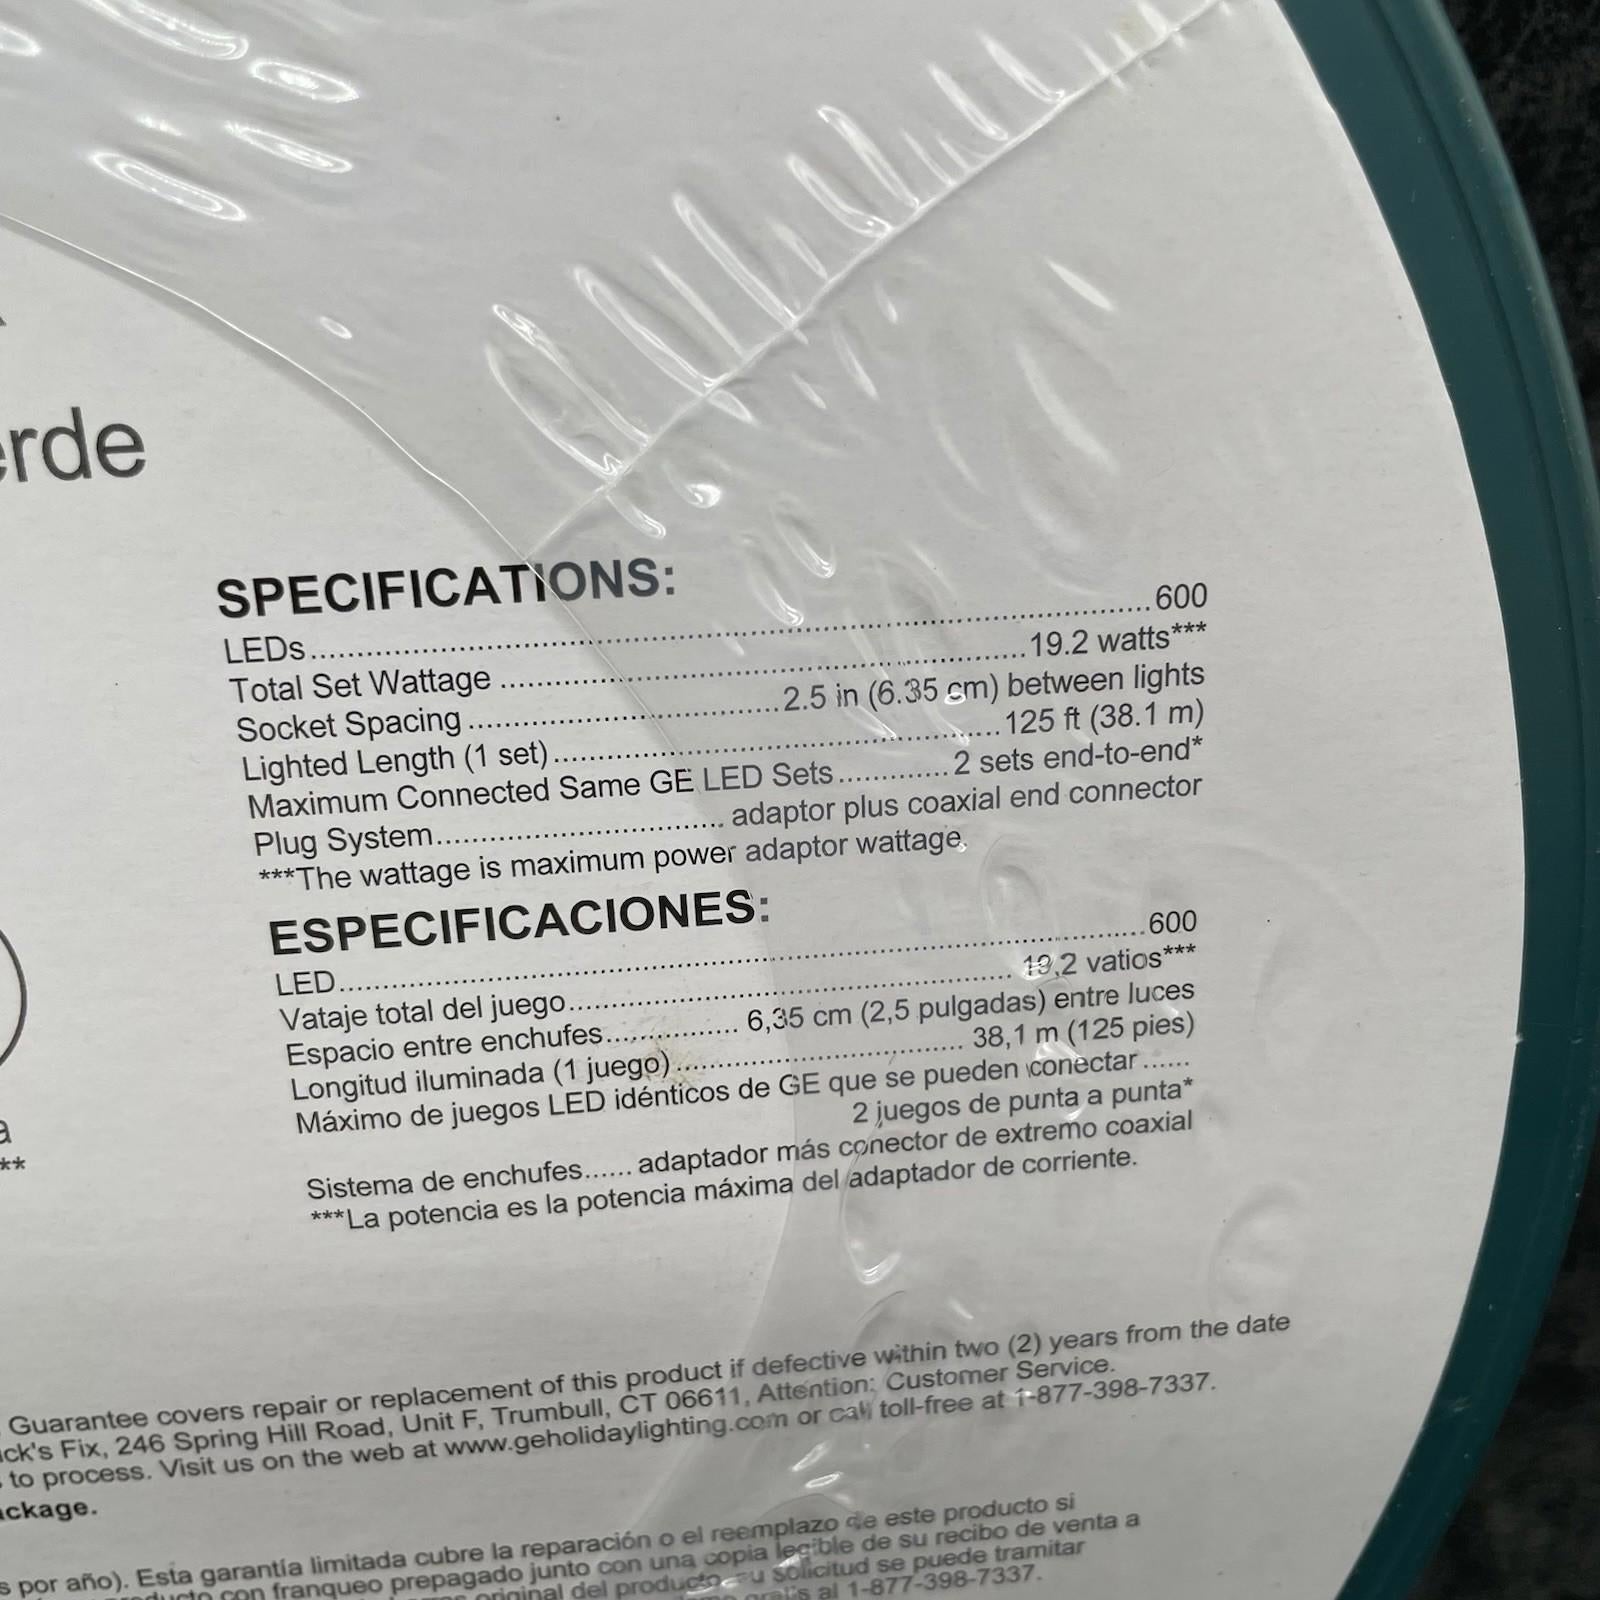 erde
SPECIFICATIONS:
LEDs..........600
Total Set Wattage..........19.2 watts***
Socket Spacing..........2.5 in (6.35 cm) between lights
Lighted Length (1 set)..........125 ft (38.1 m)
Maximum Connected Same GE LED Sets..........2 sets end-to-end*
Plug System..........adaptor plus coaxial end connector
***The wattage is maximum power adaptor wattage.
ESPECIFICACIONES:
LED..........600
Vataje total del juego..........19,2 vatios***
Espacio entre enchufes..........6,35 cm (2,5 pulgadas) entre luces
Longitud iluminada (1 juego)..........38,1 m (125 pies)
Máximo de juegos LED idénticos de GE que se pueden conectar......
2 juegos de punta a punta*
Sistema de enchufes......adaptador más conector de extremo coaxial
***La potencia es la potencia máxima del adaptador de corriente.
a
**
Guarantee covers repair or replacement of this product if defective within two (2) years from the date
ick's Fix, 246 Spring Hill Road, Unit F, Trumbull, CT 06611, Attention: Customer Service.
to process. Visit us on the web at www.geholidaylighting.com or call toll-free at 1-877-398-7337.
ackage.
s por año). Esta garantía limitada cubre la reparación o el reemplazo de este producto si
producto con franqueo prepagado junto con una copia legible de su recibo de venta a
original del producto, su solicitud se puede tramitar
gratis al 1-877-398-7337.